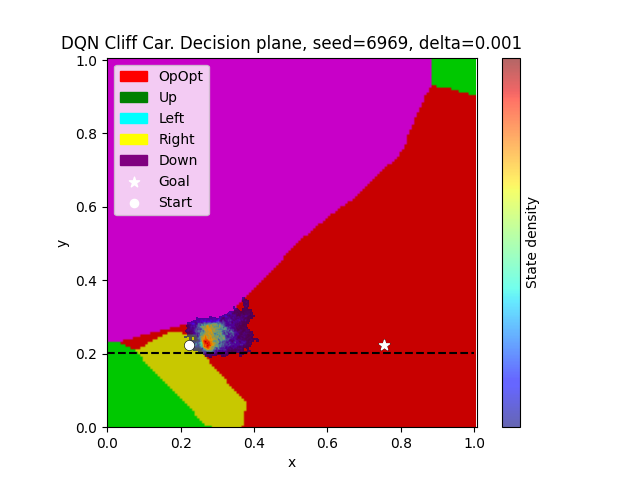 DQN Cliff Car. Decision plane, seed=6969, delta=0.001
OpOpt
Up
Left
Right
Down
Goal
Start
1.0
0.8
0.6
0.4
0.2
0.0
y
0.0 0.2 0.4 0.6 0.8 1.0
x
State density